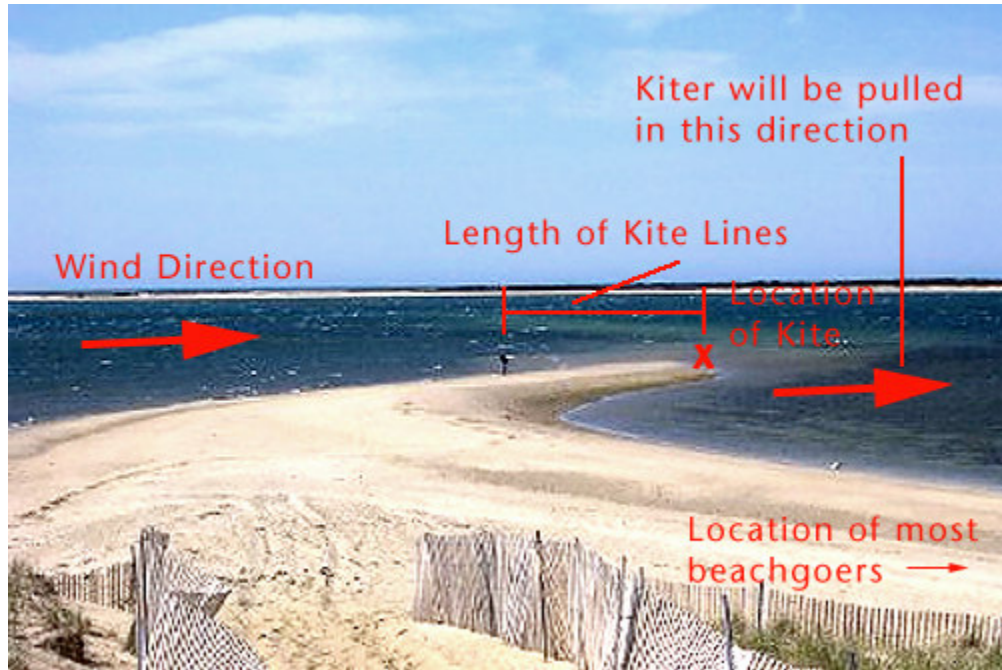 Kiter will be pulled
in this direction
Length of Kite Lines
Wind Direction
Location
of Kite
X
Location of most
beachgoers